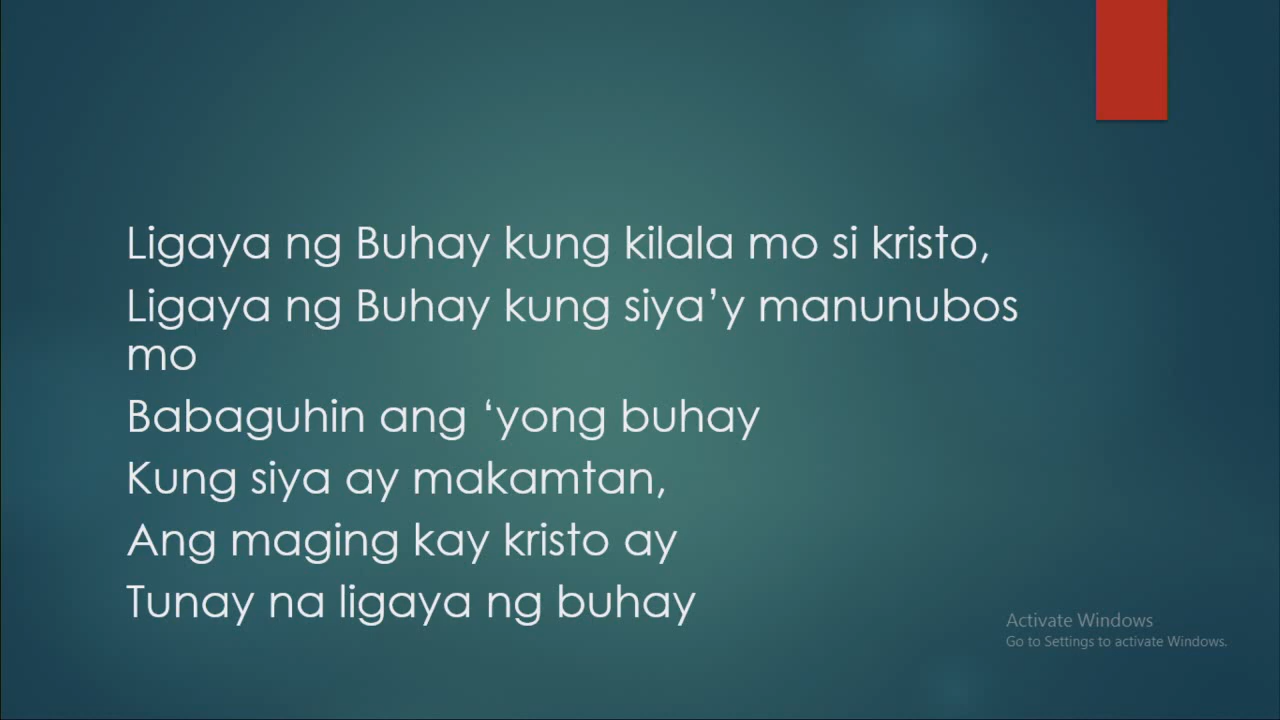 Ligaya ng Buhay kung kilala mo si kristo,
Ligaya ng Buhay kung siya’y manunubos
mo
Babaguhin ang ‘yong buhay
Kung siya ay makamtan,
Ang maging kay kristo ay
Tunay na ligaya ng buhay
Activate Windows
Go to Settings to activate Windows.